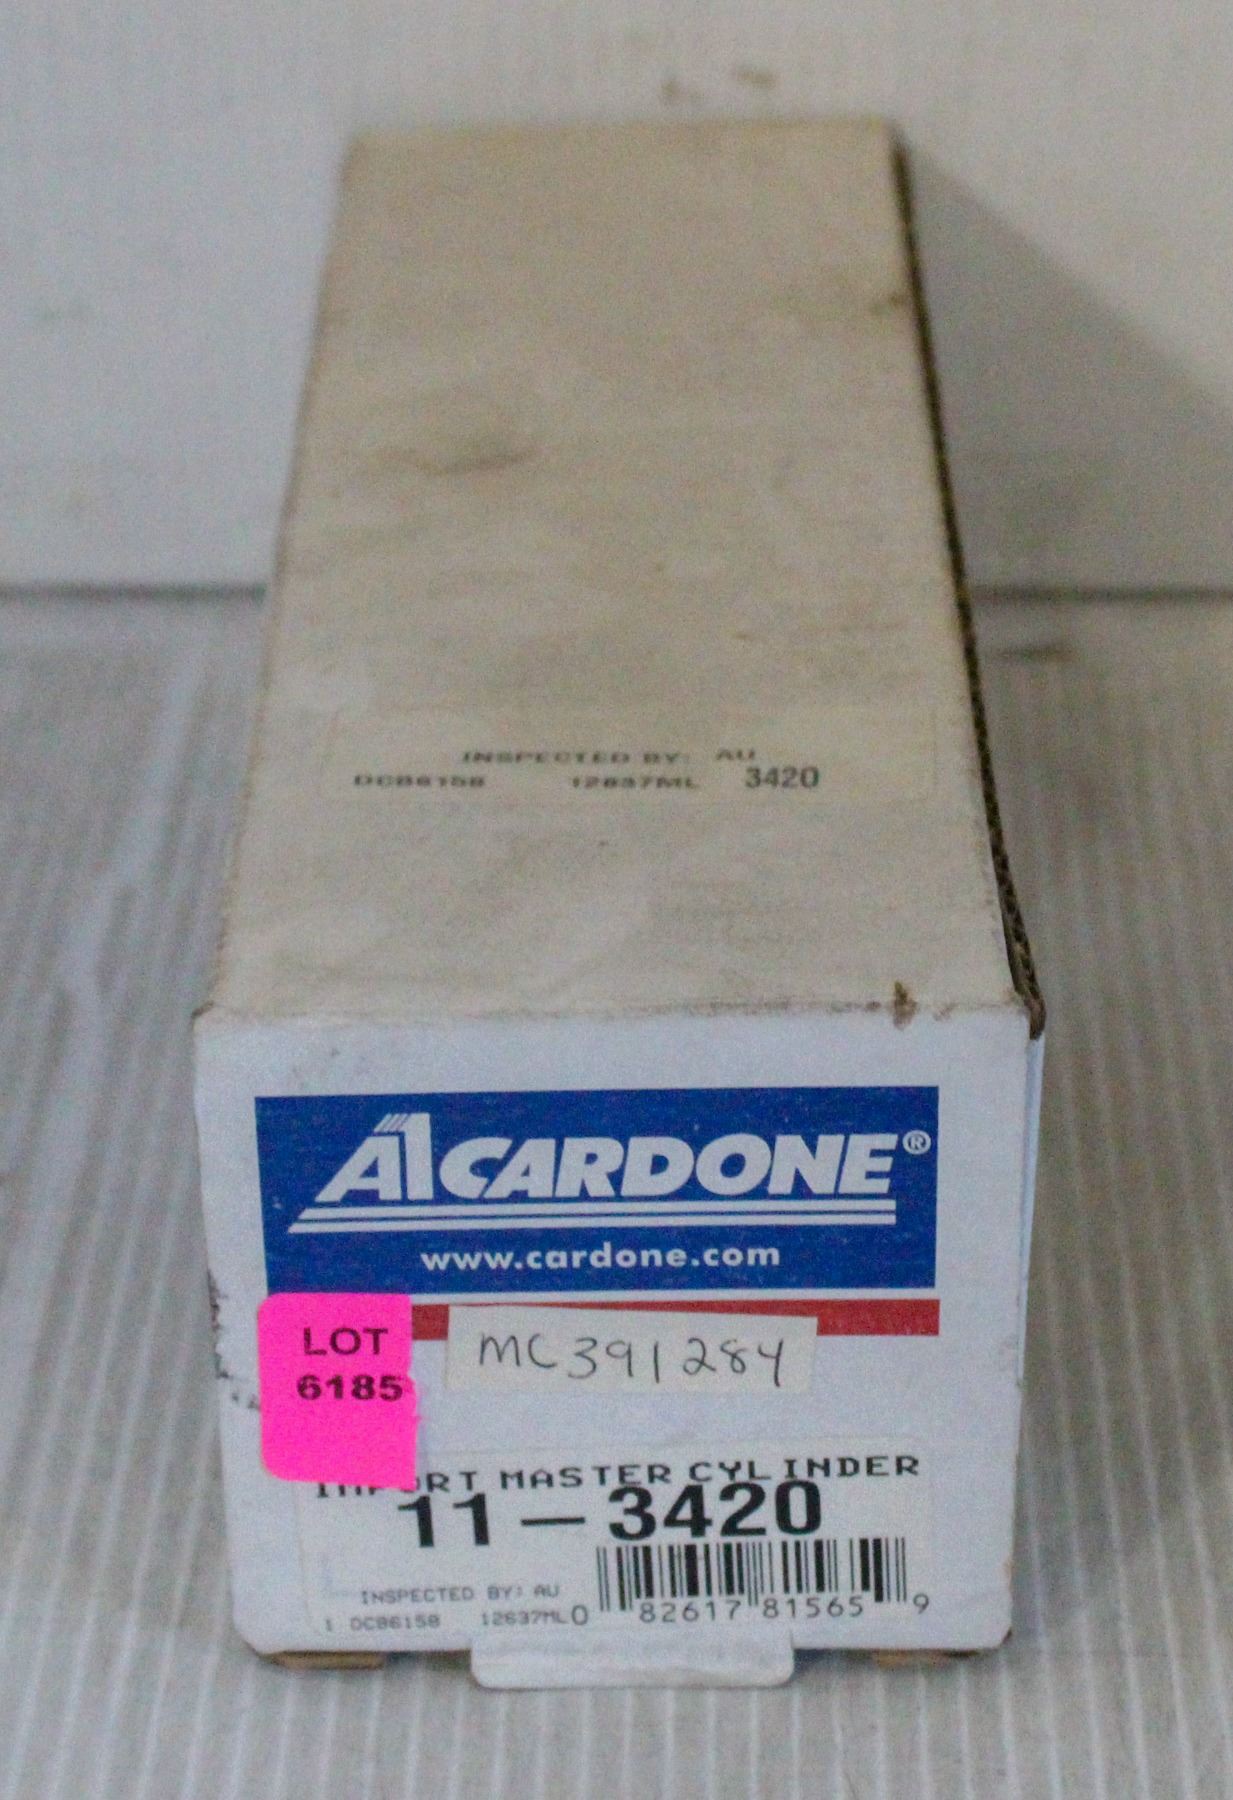 INSPECTED BY: AU
DCB6158 12637ML 3420
A1CARDONE®
www.cardone.com
LOT
6185
MC391284
IMPORT MASTER CYLINDER
11-3420
INSPECTED BY: AU
1 DCB6158 12637ML
0 82617 81565 9